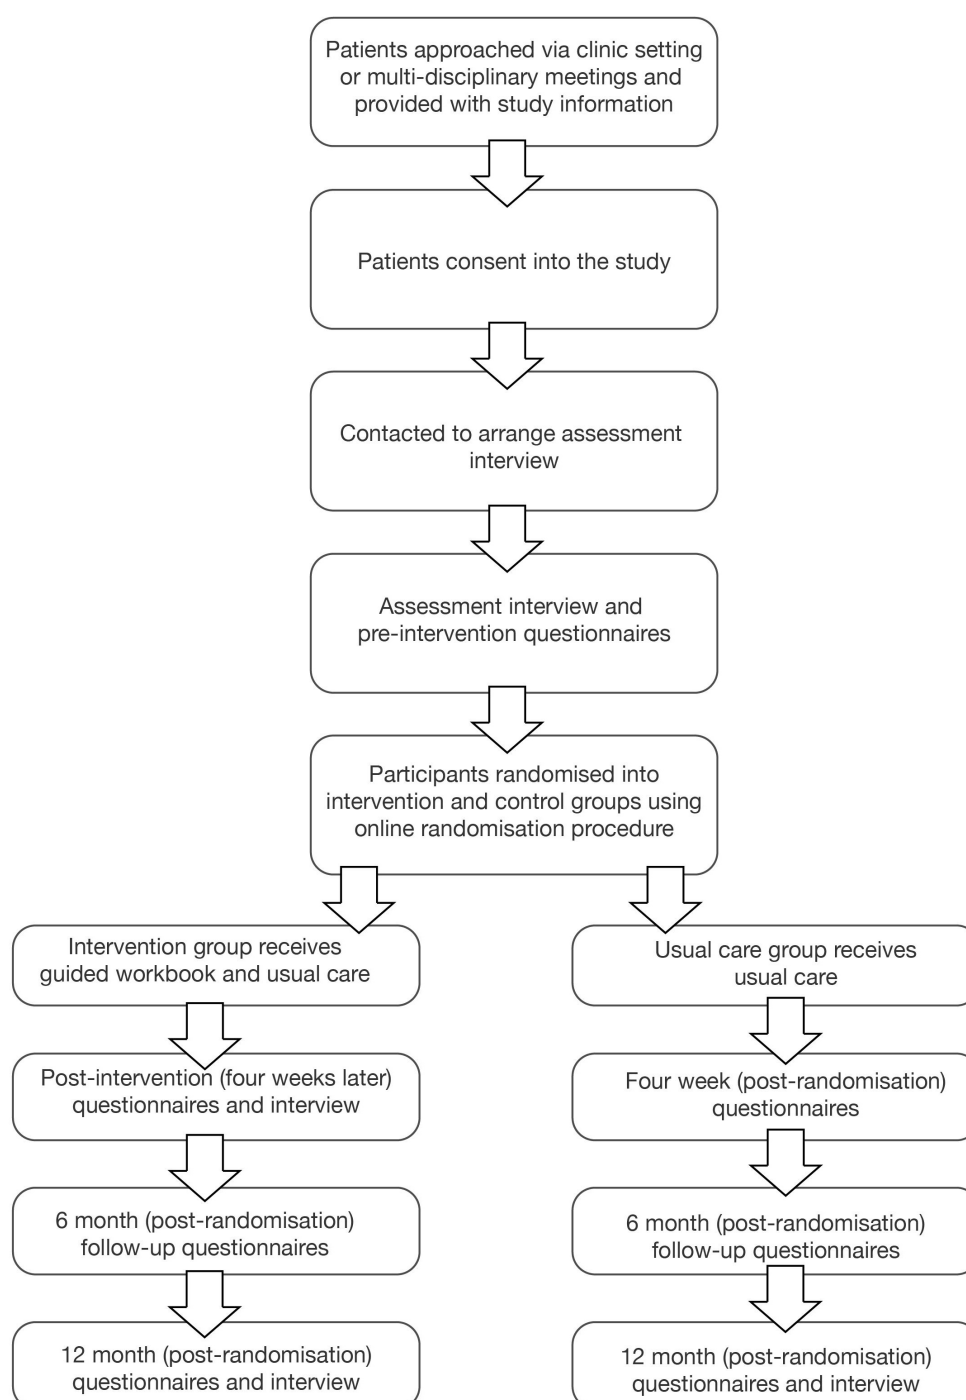 Patients approached via clinic setting
or multi-disciplinary meetings and
provided with study information
Patients consent into the study
Contacted to arrange assessment
interview
Assessment interview and
pre-intervention questionnaires
Participants randomised into
intervention and control groups using
online randomisation procedure
Intervention group receives
guided workbook and usual care
Usual care group receives
usual care
Post-intervention (four weeks later)
questionnaires and interview
Four week (post-randomisation)
questionnaires
6 month (post-randomisation)
follow-up questionnaires
6 month (post-randomisation)
follow-up questionnaires
12 month (post-randomisation)
questionnaires and interview
12 month (post-randomisation)
questionnaires and interview